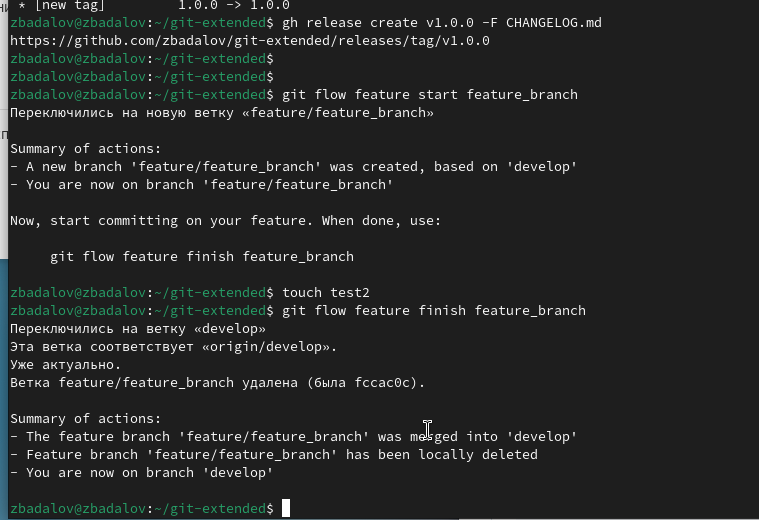 * [new tag]         1.0.0 -> 1.0.0
zbadalov@zbadalov:~/git-extended$ gh release create v1.0.0 -F CHANGELOG.md
https://github.com/zbadalov/git-extended/releases/tag/v1.0.0
zbadalov@zbadalov:~/git-extended$
zbadalov@zbadalov:~/git-extended$
zbadalov@zbadalov:~/git-extended$ git flow feature start feature_branch
Переключились на новую ветку «feature/feature_branch»
Summary of actions:
- A new branch 'feature/feature_branch' was created, based on 'develop'
- You are now on branch 'feature/feature_branch'
Now, start committing on your feature. When done, use:
git flow feature finish feature_branch
zbadalov@zbadalov:~/git-extended$ touch test2
zbadalov@zbadalov:~/git-extended$ git flow feature finish feature_branch
Переключились на ветку «develop»
Эта ветка соответствует «origin/develop».
Уже актуально.
Ветка feature/feature_branch удалена (была fccac0c).
Summary of actions:
- The feature branch 'feature/feature_branch' was merged into 'develop'
- Feature branch 'feature/feature_branch' has been locally deleted
- You are now on branch 'develop'
zbadalov@zbadalov:~/git-extended$